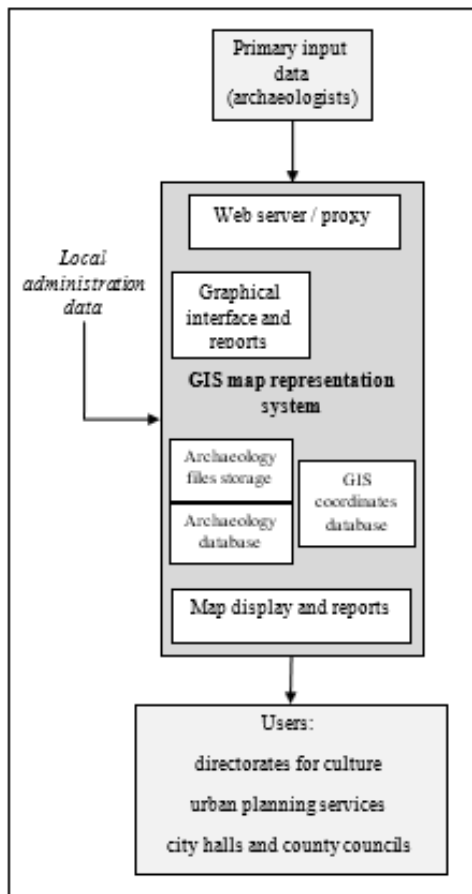 Primary input
data
(archaeologists)
Web server / proxy
Local
administration
data
Graphical
interface and
reports
GIS map representation
system
Archaeology
files storage
Archaeology
database
GIS
coordinates
database
Map display and reports
Users:
directorates for culture
urban planning services
city halls and county councils